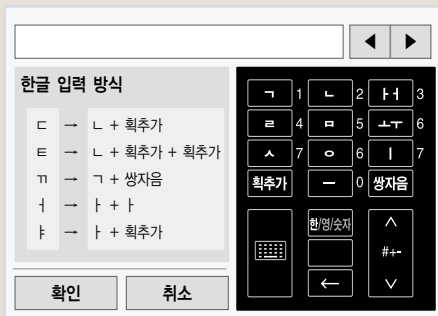 ◀ ▶
한글 입력 방식
ㄷ → ㄴ + 획추가
ㅌ → ㄴ + 획추가 + 획추가
ㄲ → ㄱ + 쌍자음
ㅓ → ㅏ + ㅏ
ㅑ → ㅏ + 획추가
확인 취소
ㄱ 1 ㄴ 2 ㅏㅓ 3
ㄹ 4 ㅁ 5 ㅗㅜ 6
ㅅ 7 ㅇ 6 ㅣ 7
획추가 ㅡ 0 쌍자음
한/영/숫자 ∧
#+-
← ∨